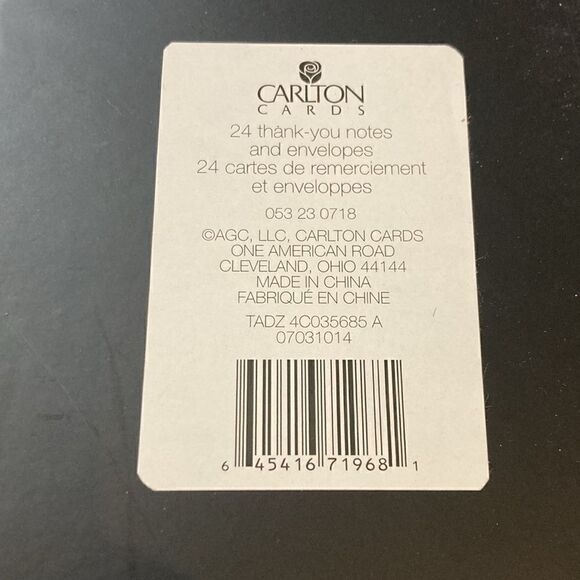 CARLTON
CARDS
24 thank-you notes
and envelopes
24 cartes de remerciement
et enveloppes
053 23 0718
©AGC, LLC, CARLTON CARDS
ONE AMERICAN ROAD
CLEVELAND, OHIO 44144
MADE IN CHINA
FABRIQUÉ EN CHINE
TADZ 4C035685 A
07031014
6 45416 71968 1